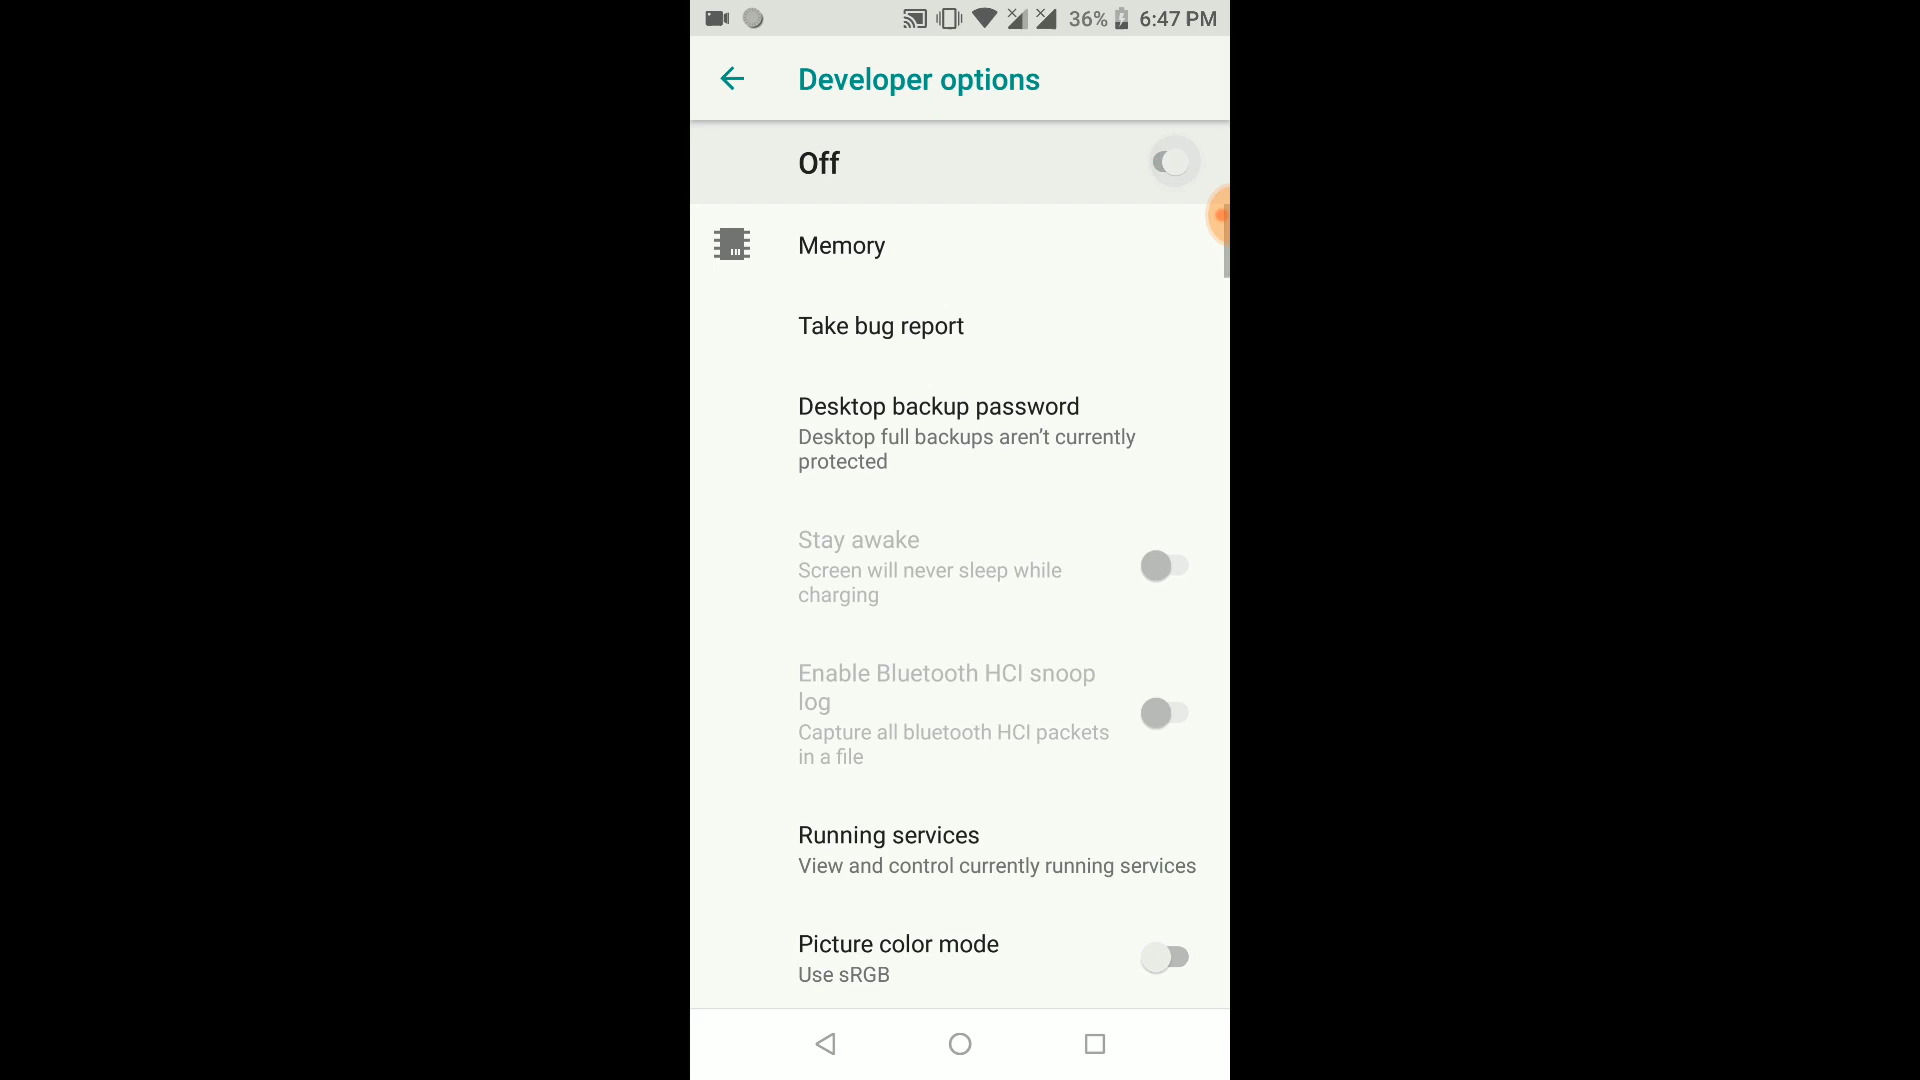 36% 6:47 PM
Developer options
Off
Memory
Take bug report
Desktop backup password
Desktop full backups aren’t currently
protected
Stay awake
Screen will never sleep while
charging
Enable Bluetooth HCI snoop
log
Capture all bluetooth HCI packets
in a file
Running services
View and control currently running services
Picture color mode
Use sRGB